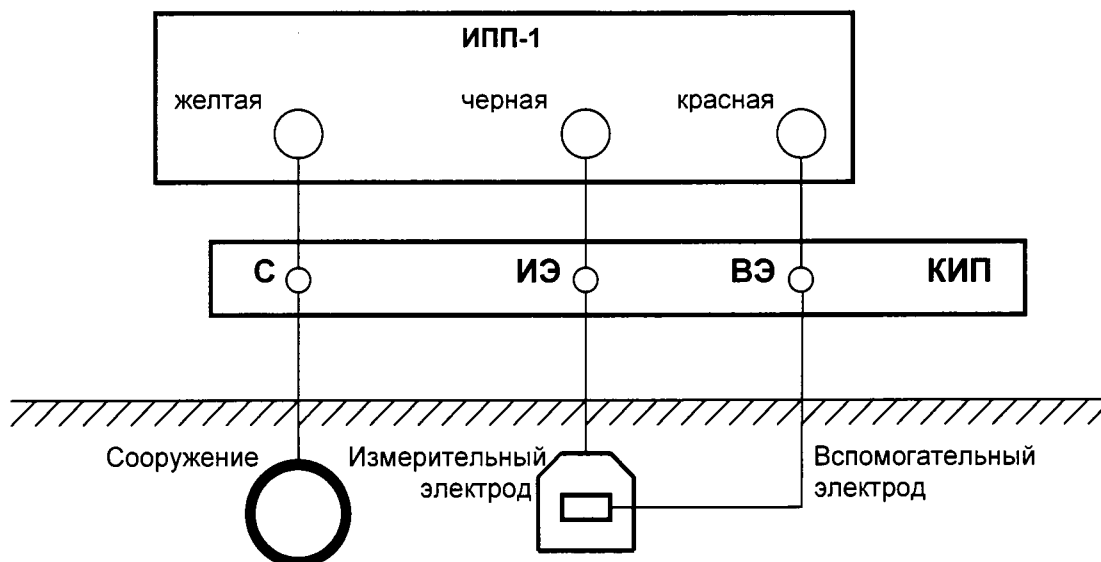 ИПП-1
желтая
черная
красная
С
ИЭ
ВЭ
КИП
Сооружение
Измерительный
электрод
Вспомогательный
электрод